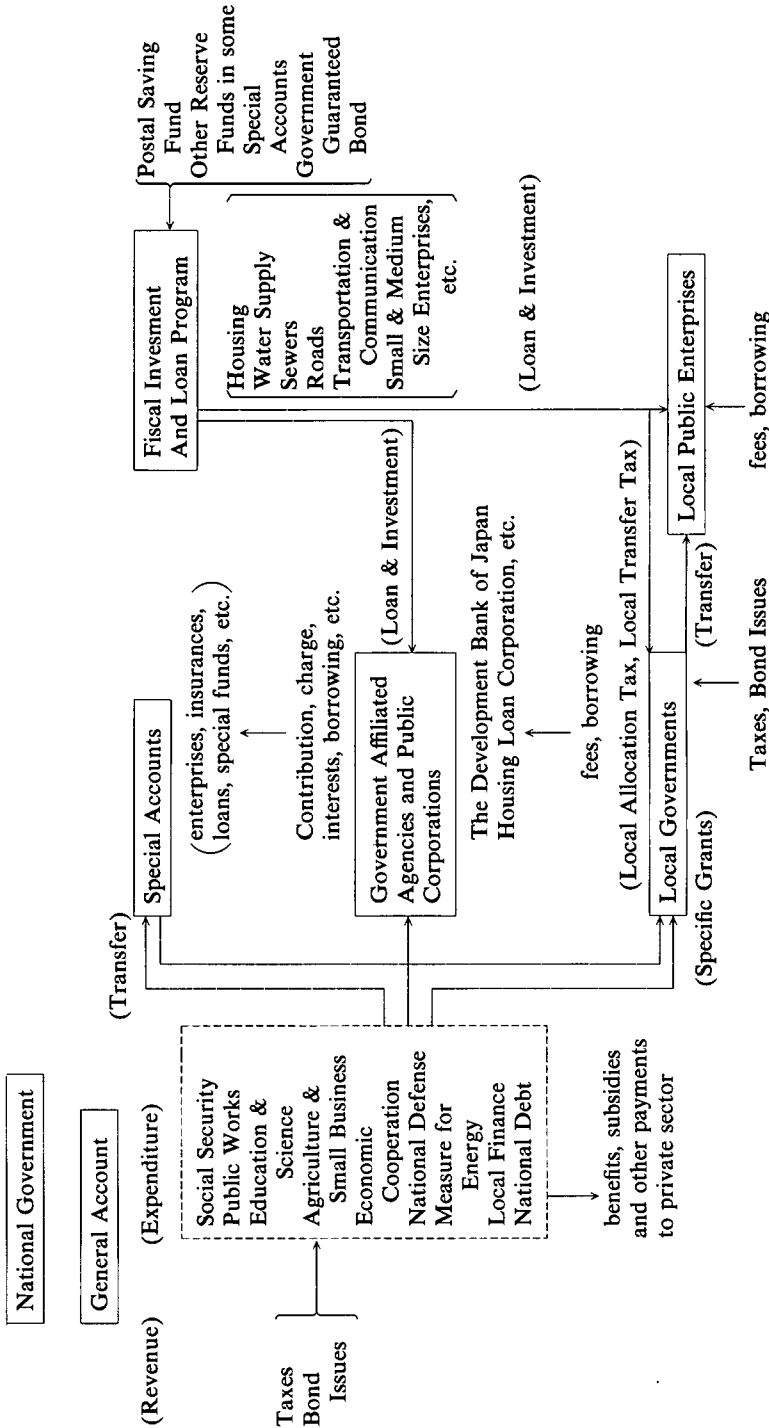 National Government
General Account
(Revenue)
(Expenditure)
Taxes
Bond
Issues
Social Security
Public Works
Education &
Science
Agriculture &
Small Business
Economic
Cooperation
National Defense
Measure for
Energy
Local Finance
National Debt
benefits, subsidies
and other payments
to private sector
(Transfer)
Special Accounts
(enterprises, insurances,
loans, special funds, etc.)
Contribution, charge,
interests, borrowing, etc.
Government Affiliated
Agencies and Public
Corporations
(Loan & Investment)
The Development Bank of Japan
Housing Loan Corporation, etc.
fees, borrowing
(Local Allocation Tax, Local Transfer Tax)
Local Governments
(Specific Grants)
(Transfer)
Taxes, Bond Issues
Fiscal Invesment
And Loan Program
Postal Saving
Fund
Other Reserve
Funds in some
Special
Accounts
Government
Guaranteed
Bond
Housing
Water Supply
Sewers
Roads
Transportation &
Communication
Small & Medium
Size Enterprises,
etc.
(Loan & Investment)
Local Public Enterprises
fees, borrowing